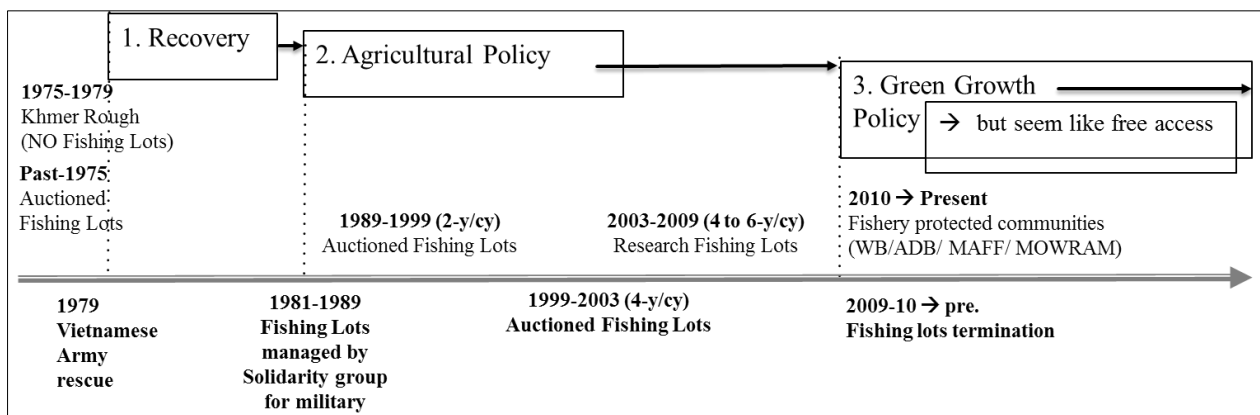 1. Recovery
2. Agricultural Policy
3. Green Growth
Policy
→ but seem like free access
1975-1979
Khmer Rough
(NO Fishing Lots)
Past-1975
Auctioned
Fishing Lots
1989-1999 (2-y/cy)
Auctioned Fishing Lots
2003-2009 (4 to 6-y/cy)
Research Fishing Lots
2010 → Present
Fishery protected communities
(WB/ADB/ MAFF/ MOWRAM)
1979
Vietnamese
Army
rescue
1981-1989
Fishing Lots
managed by
Solidarity group
for military
1999-2003 (4-y/cy)
Auctioned Fishing Lots
2009-10 → pre.
Fishing lots termination